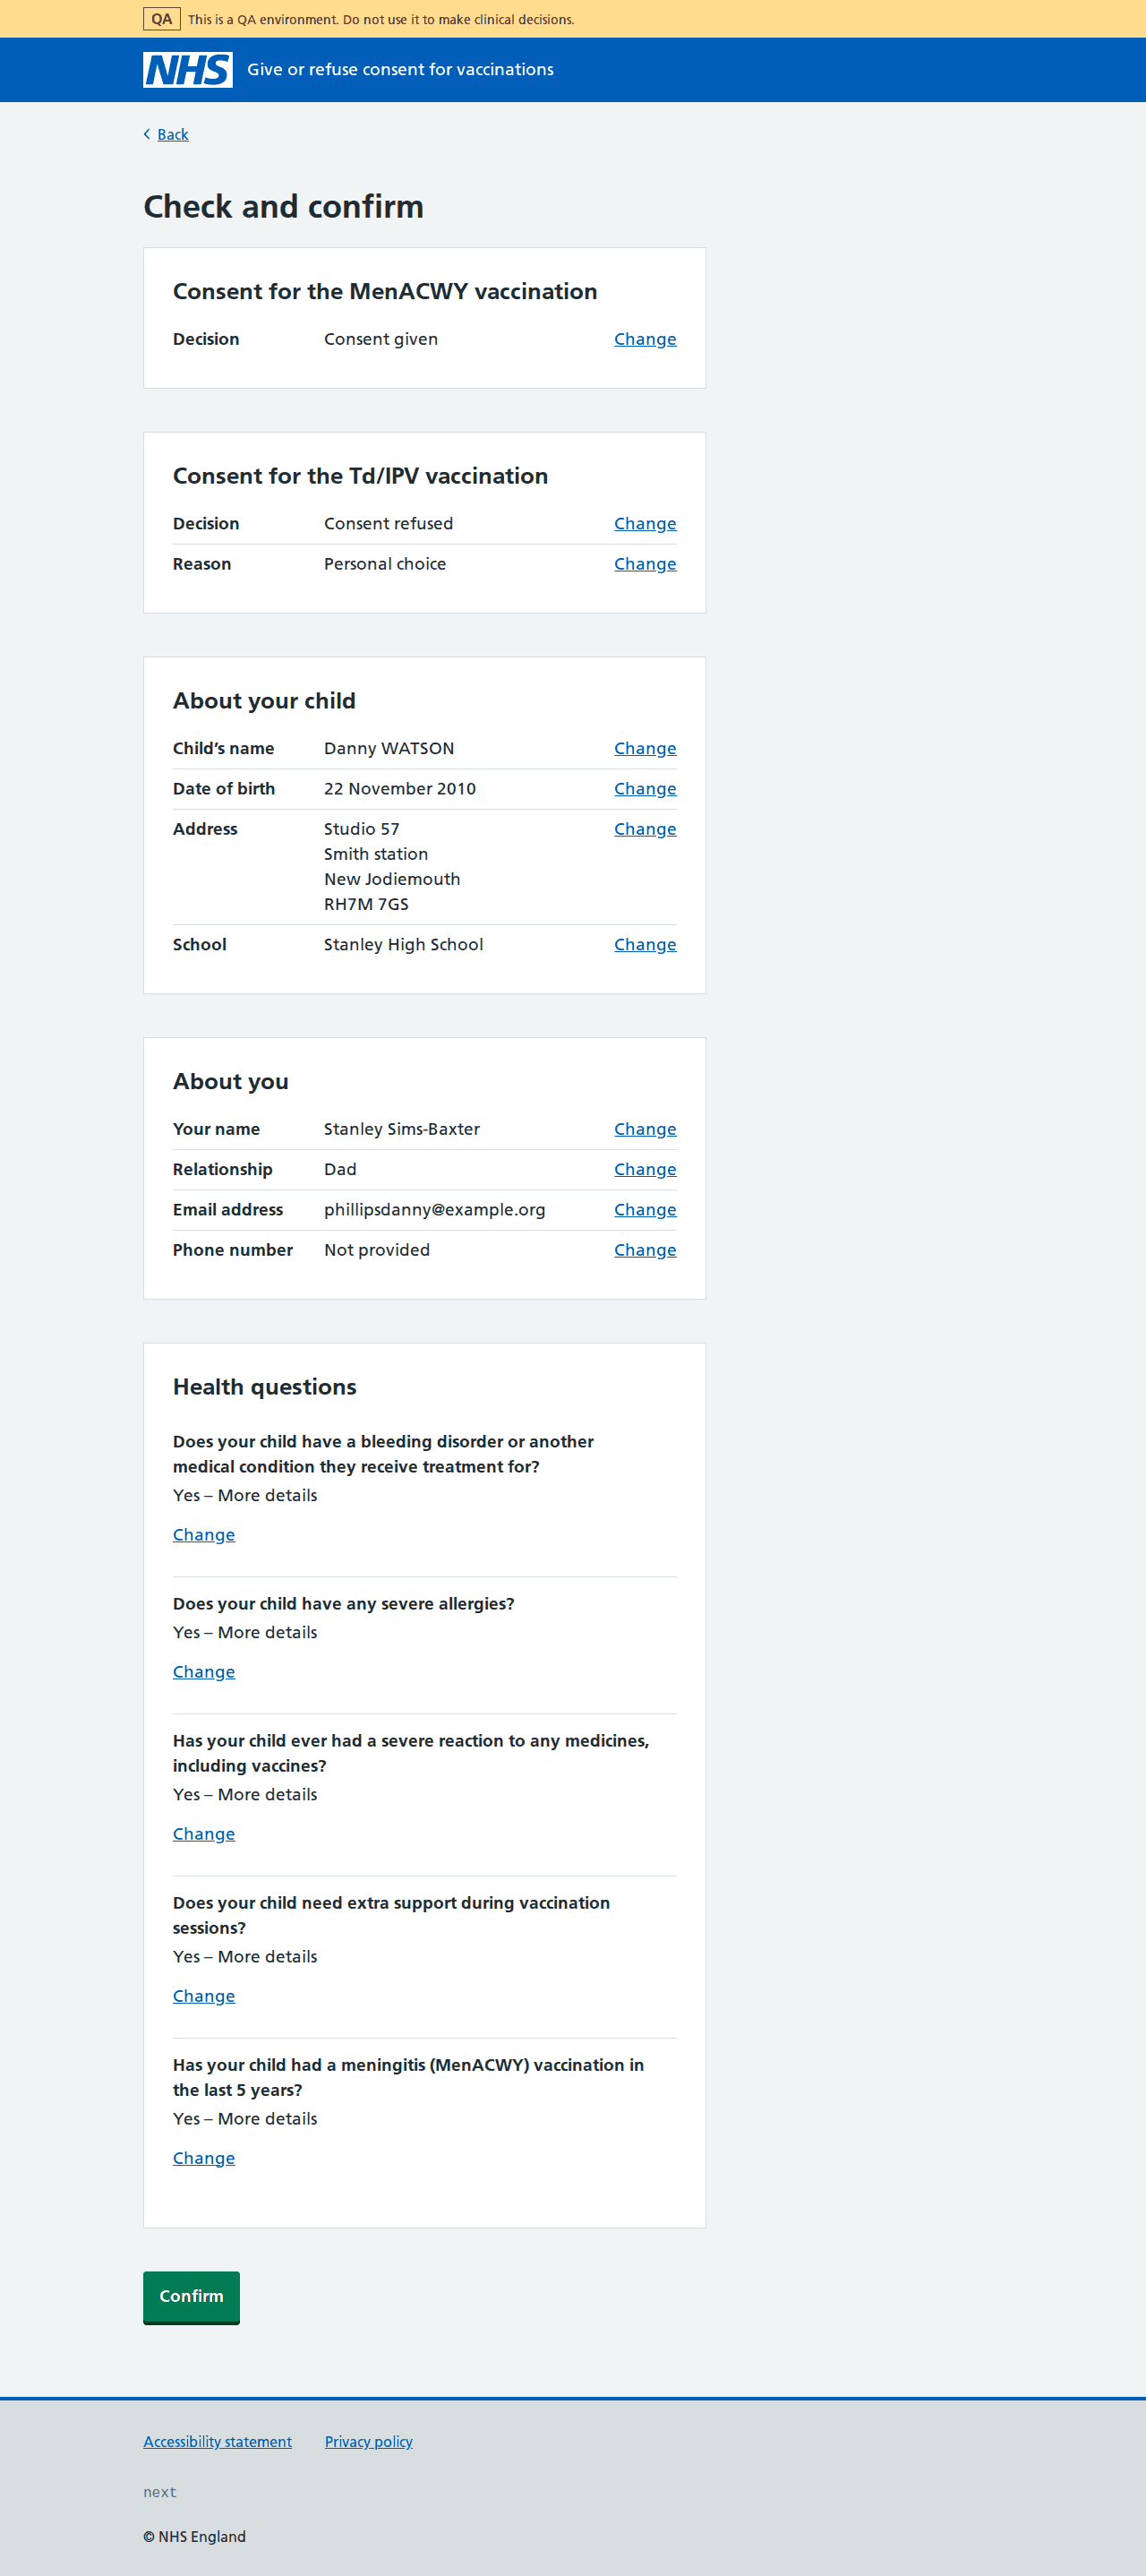 QA This is a QA environment. Do not use it to make clinical decisions.
NHS Give or refuse consent for vaccinations
Back
Check and confirm
Consent for the MenACWY vaccination
Decision Consent given Change
Consent for the Td/IPV vaccination
Decision Consent refused Change
Reason Personal choice Change
About your child
Child’s name Danny WATSON Change
Date of birth 22 November 2010 Change
Address Studio 57 Change
Smith station
New Jodiemouth
RH7M 7GS
School Stanley High School Change
About you
Your name Stanley Sims-Baxter Change
Relationship Dad Change
Email address phillipsdanny@example.org Change
Phone number Not provided Change
Health questions
Does your child have a bleeding disorder or another
medical condition they receive treatment for?
Yes – More details
Change
Does your child have any severe allergies?
Yes – More details
Change
Has your child ever had a severe reaction to any medicines,
including vaccines?
Yes – More details
Change
Does your child need extra support during vaccination
sessions?
Yes – More details
Change
Has your child had a meningitis (MenACWY) vaccination in
the last 5 years?
Yes – More details
Change
Confirm
Accessibility statement Privacy policy
next
© NHS England